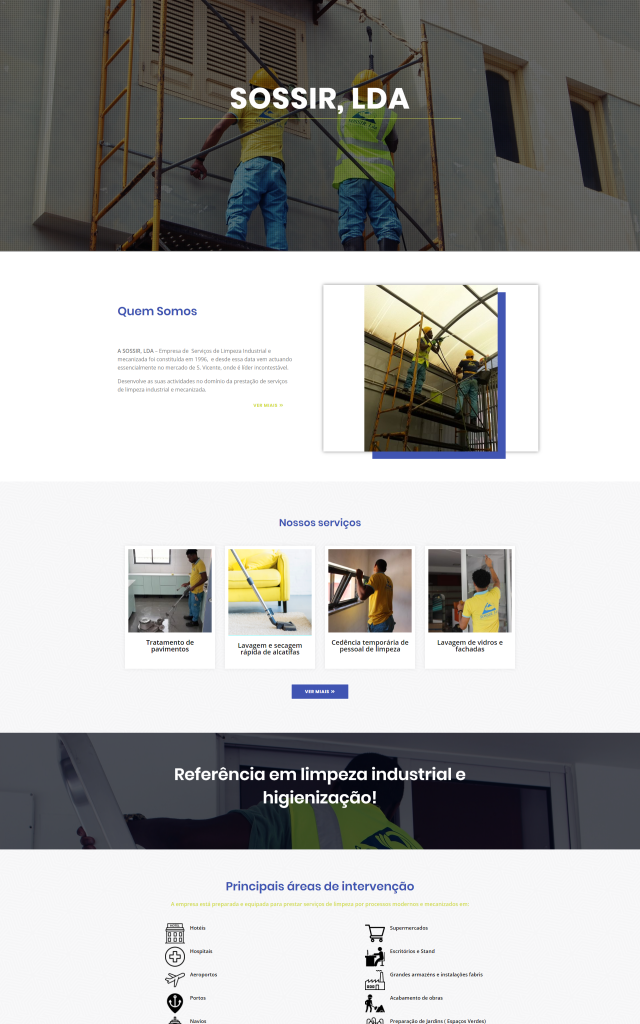 SOSSIR, LDA
Quem Somos
A SOSSIR, LDA – Empresa de Serviços de Limpeza Industrial e
mecanizada foi constituída em 1996, e desde essa data vem actuando
essencialmente no mercado de S. Vicente, onde é líder incontestável.
Desenvolve as suas actividades no domínio da prestação de serviços
de limpeza industrial e mecanizada.
VER MIAIS »
Nossos serviços
Tratamento de
pavimentos
Lavagem e secagem
rápida de alcatifas
Cedência temporária de
pessoal de limpeza
Lavagem de vidros e
fachadas
VER MIAIS »
Referência em limpeza industrial e
higienização!
Principais áreas de intervenção
A empresa está preparada e equipada para prestar serviços de limpeza por processos modernos e mecanizados em:
HOTEL
Hotéis
Supermercados
Hospitais
Escritórios e Stand
Aeroportos
Grandes armazéns e instalações fabris
Portos
Acabamento de obras
Navios
Preparação de Jardins ( Espaços Verdes)